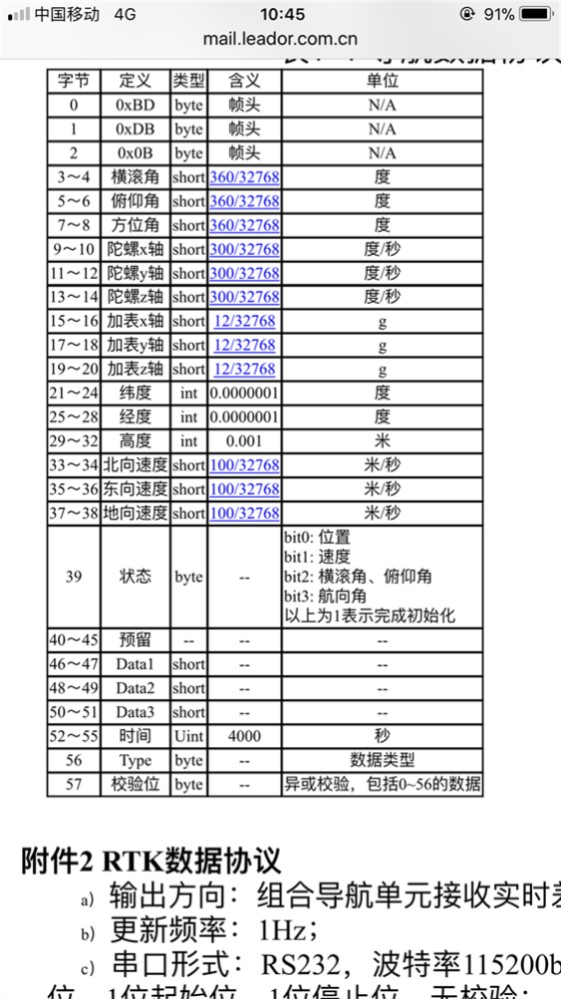 中国移动 4G 10:45 91%
mail.leador.com.cn
字节 定义 类型 含义 单位
0 0xBD byte 帧头 N/A
1 0xDB byte 帧头 N/A
2 0x0B byte 帧头 N/A
3～4 横滚角 short 360/32768 度
5～6 俯仰角 short 360/32768 度
7～8 方位角 short 360/32768 度
9～10 陀螺x轴 short 300/32768 度/秒
11～12 陀螺y轴 short 300/32768 度/秒
13～14 陀螺z轴 short 300/32768 度/秒
15～16 加表x轴 short 12/32768 g
17～18 加表y轴 short 12/32768 g
19～20 加表z轴 short 12/32768 g
21～24 纬度 int 0.0000001 度
25～28 经度 int 0.0000001 度
29～32 高度 int 0.001 米
33～34 北向速度 short 100/32768 米/秒
35～36 东向速度 short 100/32768 米/秒
37～38 地向速度 short 100/32768 米/秒
39 状态 byte -- bit0: 位置
bit1: 速度
bit2: 横滚角、俯仰角
bit3: 航向角
以上为1表示完成初始化
40～45 预留 -- -- --
46～47 Data1 short -- --
48～49 Data2 short -- --
50～51 Data3 short -- --
52～55 时间 Uint 4000 秒
56 Type byte -- 数据类型
57 校验位 byte -- 异或校验，包括0~56的数据
附件2 RTK数据协议
a) 输出方向：组合导航单元接收实时差
b) 更新频率：1Hz；
c) 串口形式：RS232，波特率115200b
位，1位起始位，1位停止位，无校验；